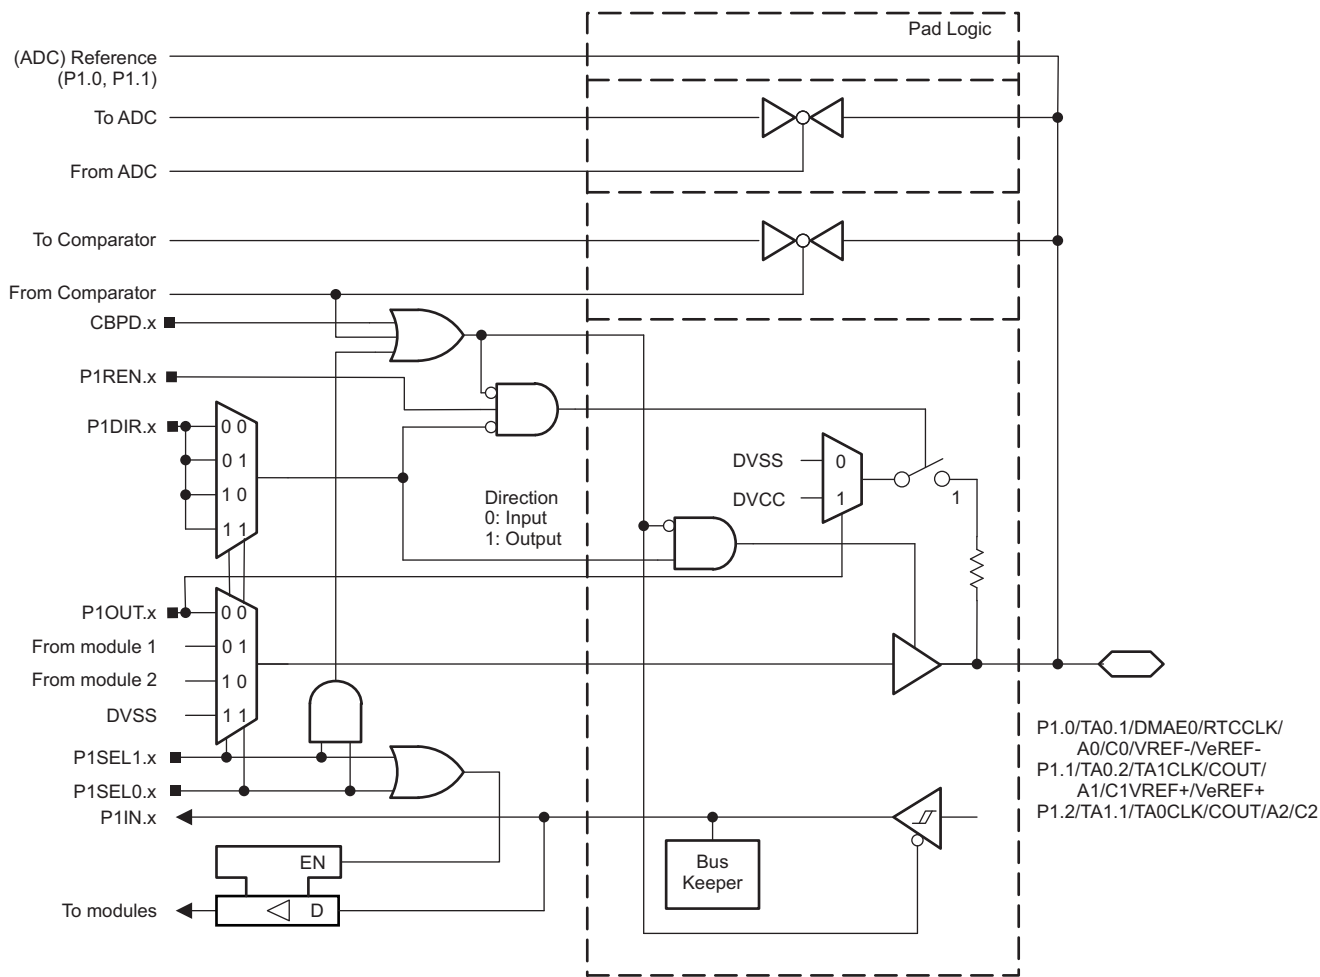 Pad Logic
(ADC) Reference
(P1.0, P1.1)
To ADC
From ADC
To Comparator
From Comparator
CBPD.x
P1REN.x
P1DIR.x
0 0
0 1
1 0
1 1
Direction
0: Input
1: Output
DVSS
0
DVCC
1
1
P1OUT.x
0 0
From module 1
0 1
From module 2
1 0
DVSS
1 1
P1SEL1.x
P1SEL0.x
P1IN.x
EN
D
To modules
Bus
Keeper
P1.0/TA0.1/DMAE0/RTCCLK/
A0/C0/VREF-/VeREF-
P1.1/TA0.2/TA1CLK/COUT/
A1/C1VREF+/VeREF+
P1.2/TA1.1/TA0CLK/COUT/A2/C2